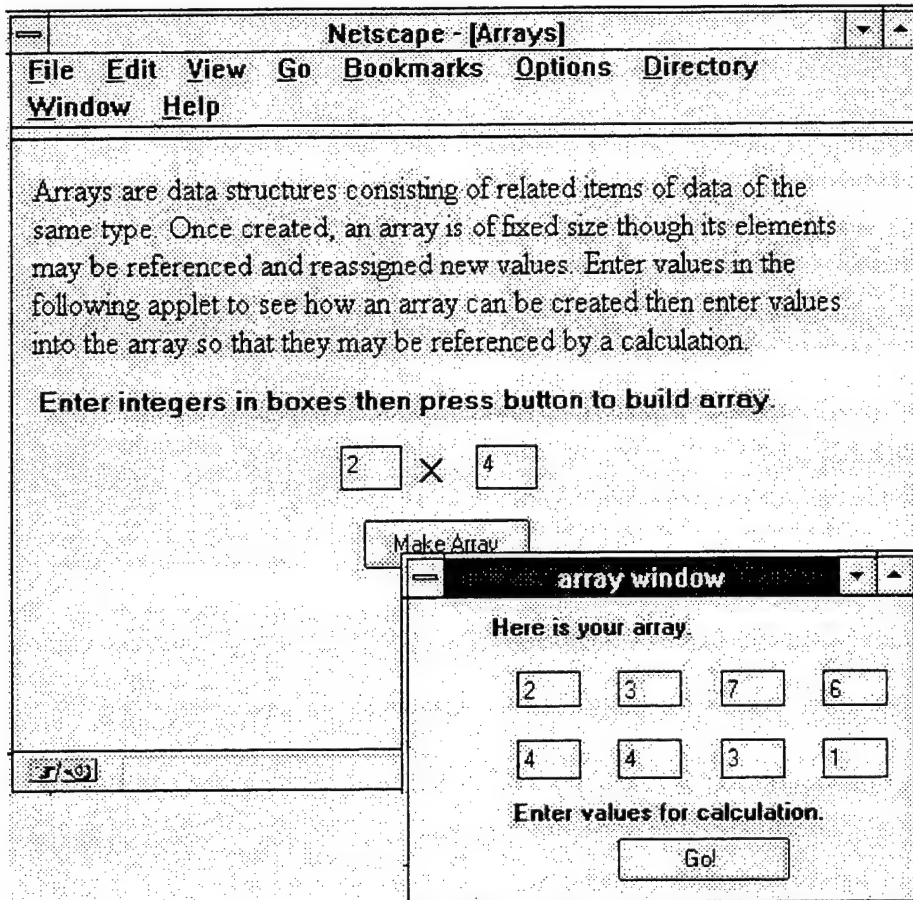 Netscape - [Arrays]
File Edit View Go Bookmarks Options Directory
Window Help
Arrays are data structures consisting of related items of data of the
same type. Once created, an array is of fixed size though its elements
may be referenced and reassigned new values. Enter values in the
following applet to see how an array can be created then enter values
into the array so that they may be referenced by a calculation.
Enter integers in boxes then press button to build array.
2 X 4
Make Array
array window
Here is your array.
2 3 7 6
4 4 3 1
Enter values for calculation.
Go!